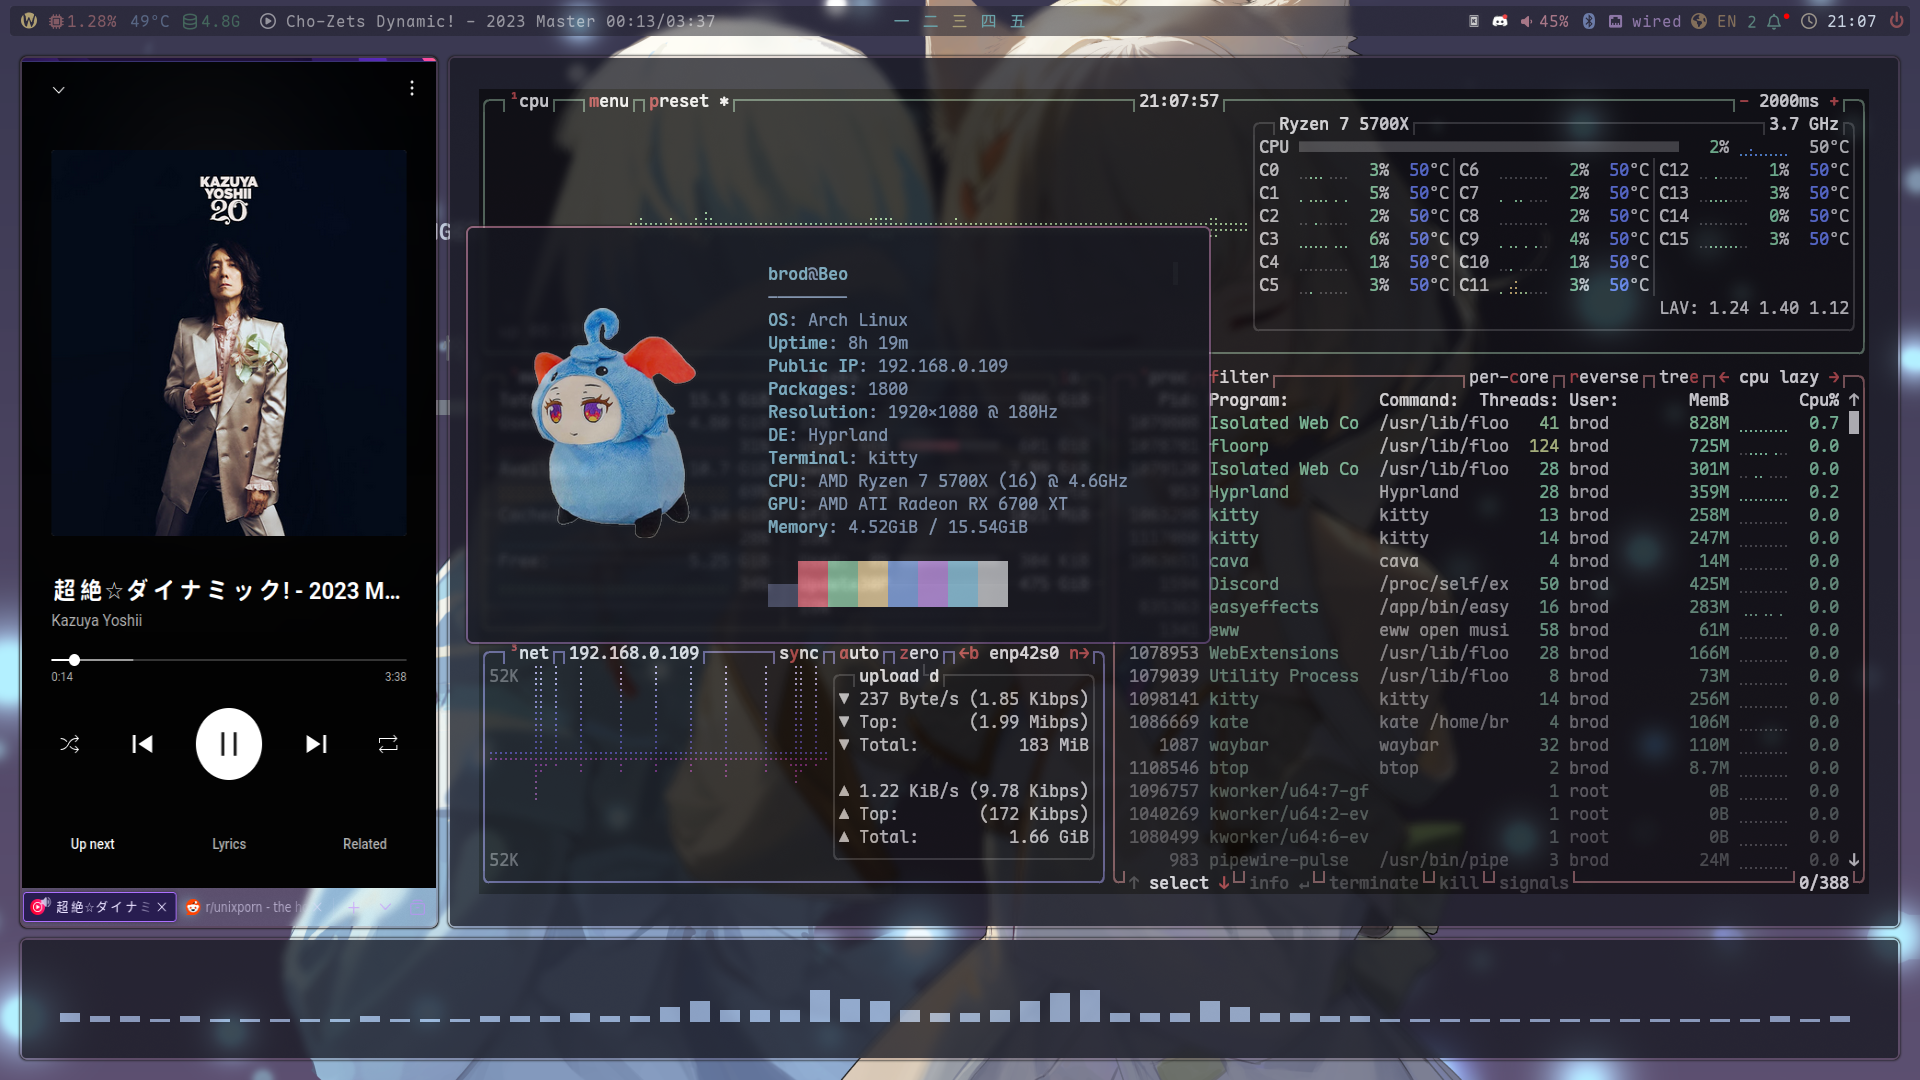 1.28% 49°C 4.8G Cho-Zets Dynamic! - 2023 Master 00:13/03:37
一 二 三 四 五
45% wired EN 2 21:07
KAZUYA
YOSHII
20
超絶☆ダイナミック! - 2023 M...
Kazuya Yoshii
0:14 3:38
Up next Lyrics Related
超絶☆ダイナミ r/unixporn - the h
¹cpu menu preset * 21:07:57 - 2000ms +
Ryzen 7 5700X 3.7 GHz
CPU 2% 50°C
C0 3% 50°C C6 2% 50°C C12 1% 50°C
C1 5% 50°C C7 2% 50°C C13 3% 50°C
C2 2% 50°C C8 2% 50°C C14 0% 50°C
C3 6% 50°C C9 4% 50°C C15 3% 50°C
C4 1% 50°C C10 1% 50°C
C5 3% 50°C C11 3% 50°C
LAV: 1.24 1.40 1.12
brod@Beo
OS: Arch Linux
Uptime: 8h 19m
Public IP: 192.168.0.109
Packages: 1800
Resolution: 1920×1080 @ 180Hz
DE: Hyprland
Terminal: kitty
CPU: AMD Ryzen 7 5700X (16) @ 4.6GHz
GPU: AMD ATI Radeon RX 6700 XT
Memory: 4.52GiB / 15.54GiB
filter per-core reverse tree ← cpu lazy →
Program: Command: Threads: User: MemB Cpu% ↑
Isolated Web Co /usr/lib/floo 41 brod 828M 0.7
floorp /usr/lib/floo 124 brod 725M 0.0
Isolated Web Co /usr/lib/floo 28 brod 301M 0.0
Hyprland Hyprland 28 brod 359M 0.2
kitty kitty 13 brod 258M 0.0
kitty kitty 14 brod 247M 0.0
cava cava 4 brod 14M 0.0
Discord /proc/self/ex 50 brod 425M 0.0
easyeffects /app/bin/easy 16 brod 283M 0.0
eww eww open musi 58 brod 61M 0.0
1078953 WebExtensions /usr/lib/floo 28 brod 166M 0.0
1079039 Utility Process /usr/lib/floo 8 brod 73M 0.0
1098141 kitty kitty 14 brod 256M 0.0
1086669 kate kate /home/br 4 brod 106M 0.0
1087 waybar waybar 32 brod 110M 0.0
1108546 btop btop 2 brod 8.7M 0.0
1096757 kworker/u64:7-gf 1 root 0B 0.0
1040269 kworker/u64:2-ev 1 root 0B 0.0
1080499 kworker/u64:6-ev 1 root 0B 0.0
983 pipewire-pulse /usr/bin/pipe 3 brod 24M 0.0 ↓
↑ select ↓ info ↵ terminate kill signals 0/388
³net 192.168.0.109 sync auto zero ←b enp42s0 n→
52K
upload d
▼ 237 Byte/s (1.85 Kibps)
▼ Top: (1.99 Mibps)
▼ Total: 183 MiB
▲ 1.22 KiB/s (9.78 Kibps)
▲ Top: (172 Kibps)
▲ Total: 1.66 GiB
52K